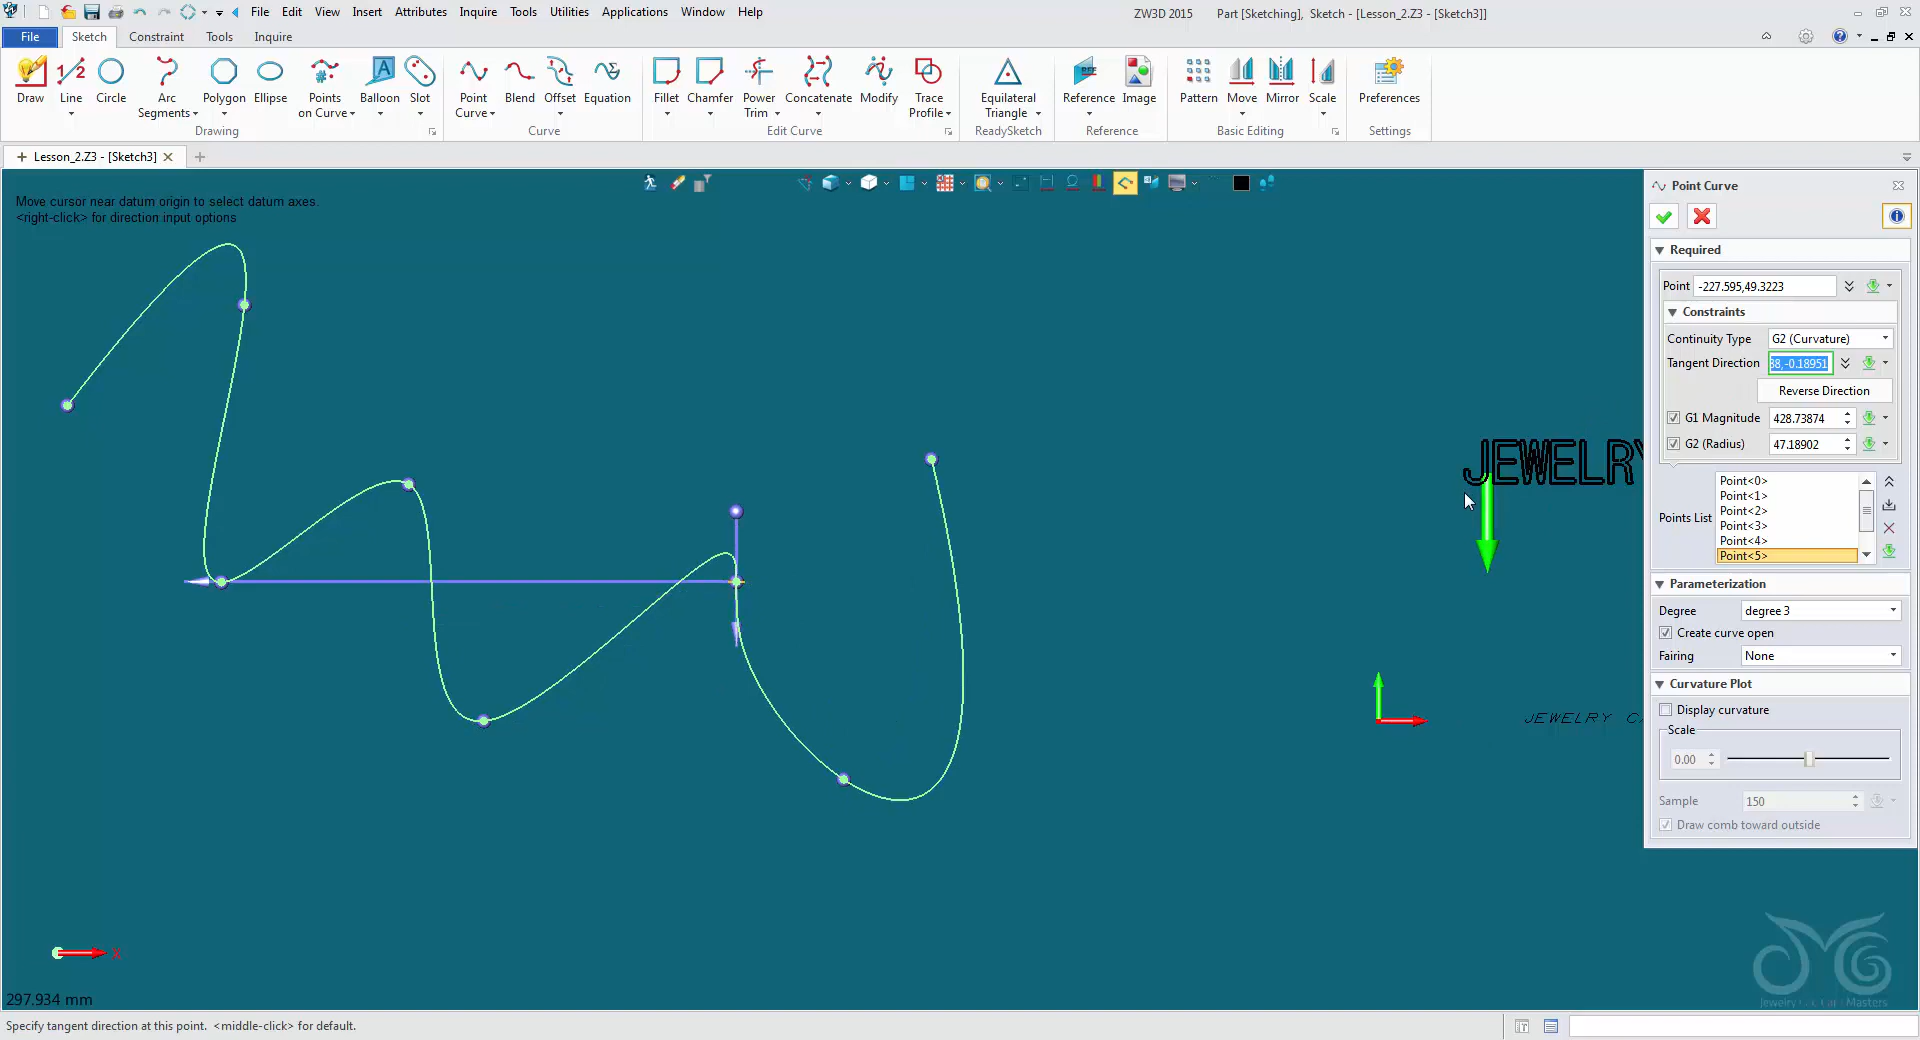 File Edit View Insert Attributes Inquire Tools Utilities Applications Window Help
ZW3D 2015 Part [Sketching], Sketch - [Lesson_2.Z3 - [Sketch3]]
File Sketch Constraint Tools Inquire
Draw Line Circle Arc Segments Polygon Ellipse Points on Curve Balloon Slot
Point Curve Blend Offset Equation
Fillet Chamfer Power Trim Concatenate Modify Trace Profile
Equilateral Triangle
Reference Image
Pattern Move Mirror Scale
Preferences
Drawing Curve Edit Curve ReadySketch Reference Basic Editing Settings
Lesson_2.Z3 - [Sketch3]
Move cursor near datum origin to select datum axes.
<right-click> for direction input options
Point Curve
Required
Point -227.595,49.3223
Constraints
Continuity Type G2 (Curvature)
Tangent Direction 38,-0.18951
Reverse Direction
G1 Magnitude 428.73874
G2 (Radius) 47.18902
Points List
Point<0>
Point<1>
Point<2>
Point<3>
Point<4>
Point<5>
Parameterization
Degree degree 3
Create curve open
Fairing None
Curvature Plot
Display curvature
Scale
0.00
Sample 150
Draw comb toward outside
JEWELRY
JEWELRY C
X
297.934 mm
Specify tangent direction at this point. <middle-click> for default.